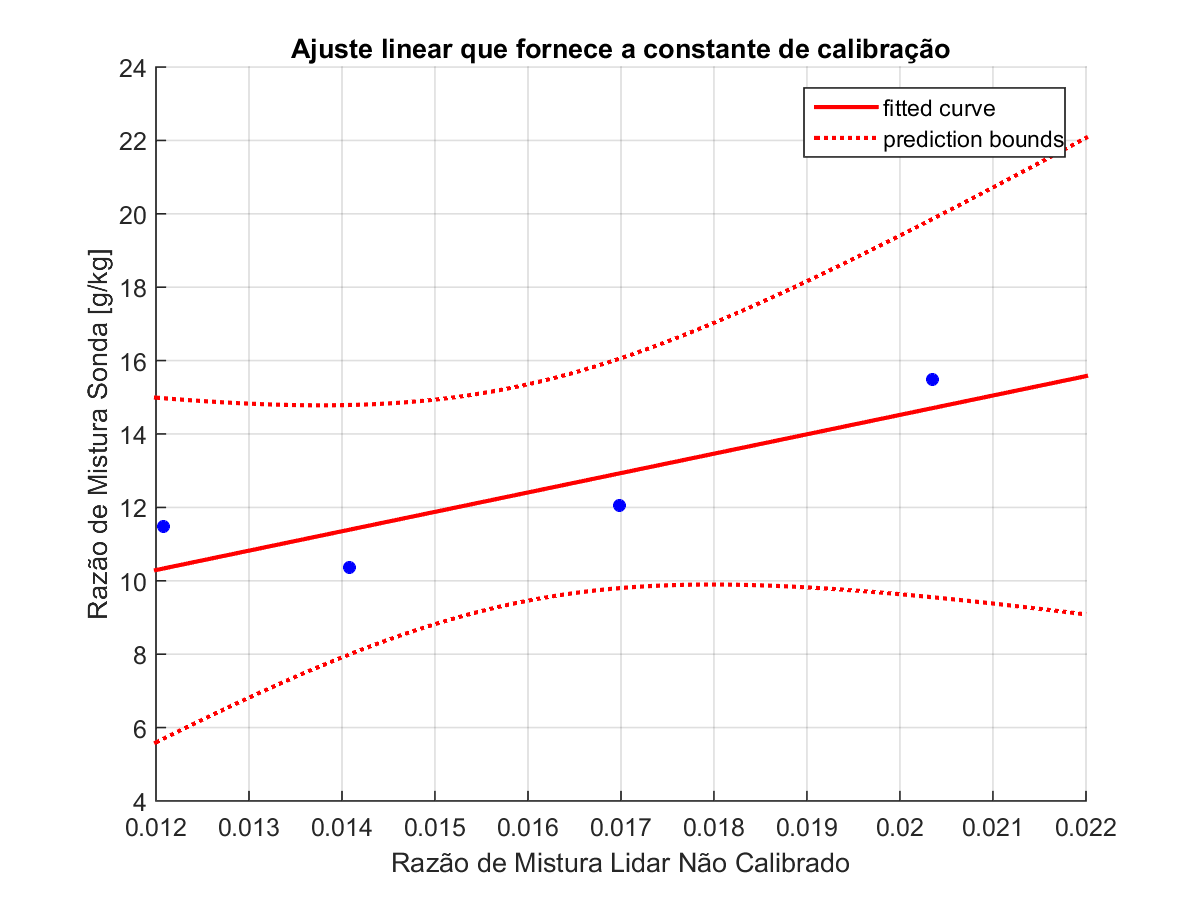 Ajuste linear que fornece a constante de calibração
fitted curve
prediction bounds
Razão de Mistura Sonda [g/kg]
24
22
20
18
16
14
12
10
8
6
4
0.012 0.013 0.014 0.015 0.016 0.017 0.018 0.019 0.02 0.021 0.022
Razão de Mistura Lidar Não Calibrado